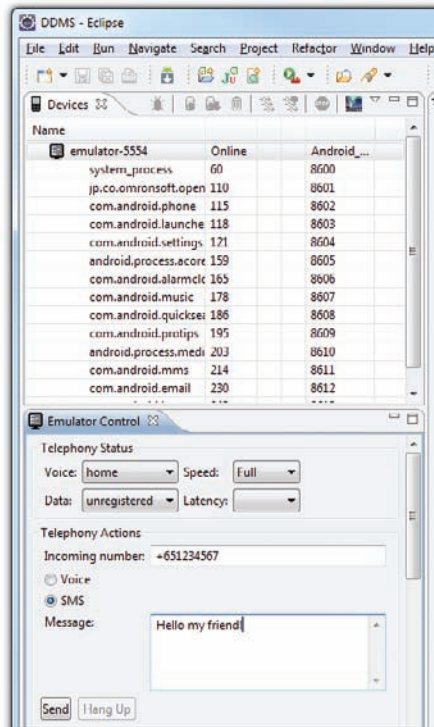 DDMS - Eclipse
File Edit Run Navigate Search Project Refactor Window Help
Devices
Name
emulator-5554 Online Android_...
system_process 60 8600
jp.co.omronsoft.open 110 8601
com.android.phone 115 8602
com.android.launche 118 8603
com.android.settings 121 8604
android.process.acore 159 8605
com.android.alarmclo 165 8606
com.android.music 178 8607
com.android.quicksea 186 8608
com.android.protips 195 8609
android.process.medi 203 8610
com.android.mms 214 8611
com.android.email 230 8612
Emulator Control
Telephony Status
Voice: home Speed: Full
Data: unregistered Latency:
Telephony Actions
Incoming number: +651234567
Voice
SMS
Message: Hello my friend!
Send Hang Up